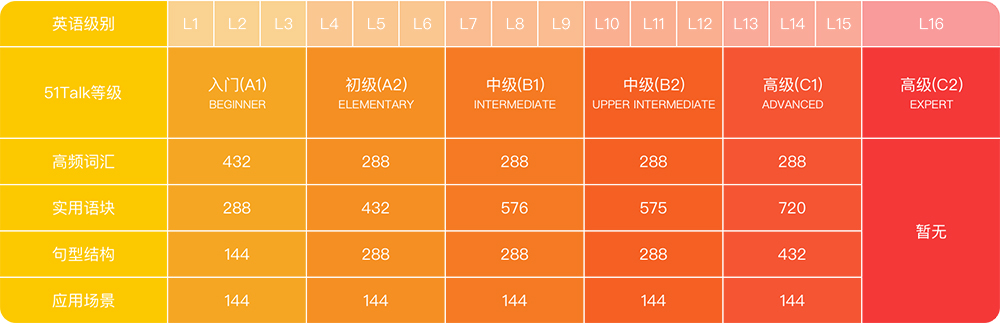 英语级别 L1 L2 L3 L4 L5 L6 L7 L8 L9 L10 L11 L12 L13 L14 L15 L16
51Talk等级 入门(A1) 初级(A2) 中级(B1) 中级(B2) 高级(C1) 高级(C2)
BEGINNER ELEMENTARY INTERMEDIATE UPPER INTERMEDIATE ADVANCED EXPERT
高频词汇 432 288 288 288 288
实用语块 288 432 576 575 720
暂无
句型结构 144 288 288 288 432
应用场景 144 144 144 144 144